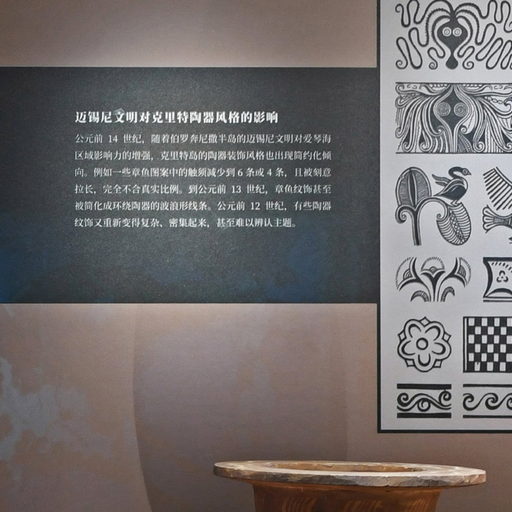 迈锡尼文明对克里特陶器风格的影响
公元前 14 世纪，随着伯罗奔尼撒半岛的迈锡尼文明对爱琴海
区域影响力的增强，克里特岛的陶器装饰风格也出现简约化倾
向。例如一些章鱼图案中的触须减少到 6 条或 4 条，且被刻意
拉长，完全不合真实比例。到公元前 13 世纪，章鱼纹饰甚至
被简化成环绕陶器的波浪形线条。公元前 12 世纪，有些陶器
纹饰又重新变得复杂、密集起来，甚至难以辨认主题。